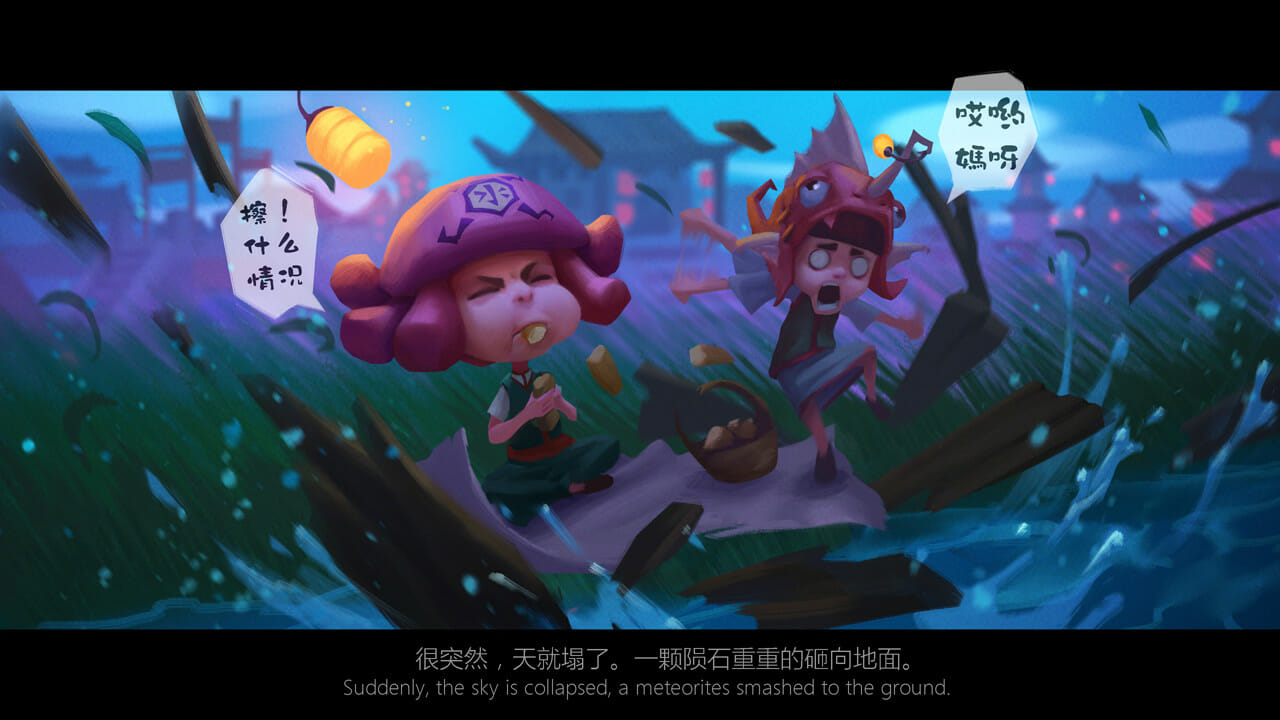 擦！
什么
情况
哎哟
媽呀
很突然，天就塌了。一颗陨石重重的砸向地面。
Suddenly, the sky is collapsed, a meteorites smashed to the ground.